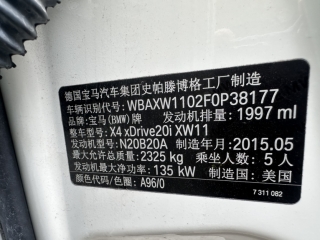 德国宝马汽车集团史帕滕博格工厂制造
车辆识别代号: WBAXW1102F0P38177
品牌: 宝马(BMW)牌 发动机排量: 1997 ml
整车型号: X4 xDrive20i XW11
发动机型号: N20B20A 制造年月: 2015.05
最大允许总质量: 2325 kg 乘坐人数: 5 人
发动机最大净功率: 135 kW 制造国: 美国
颜色代码/色圈: A96/0
7 311 082